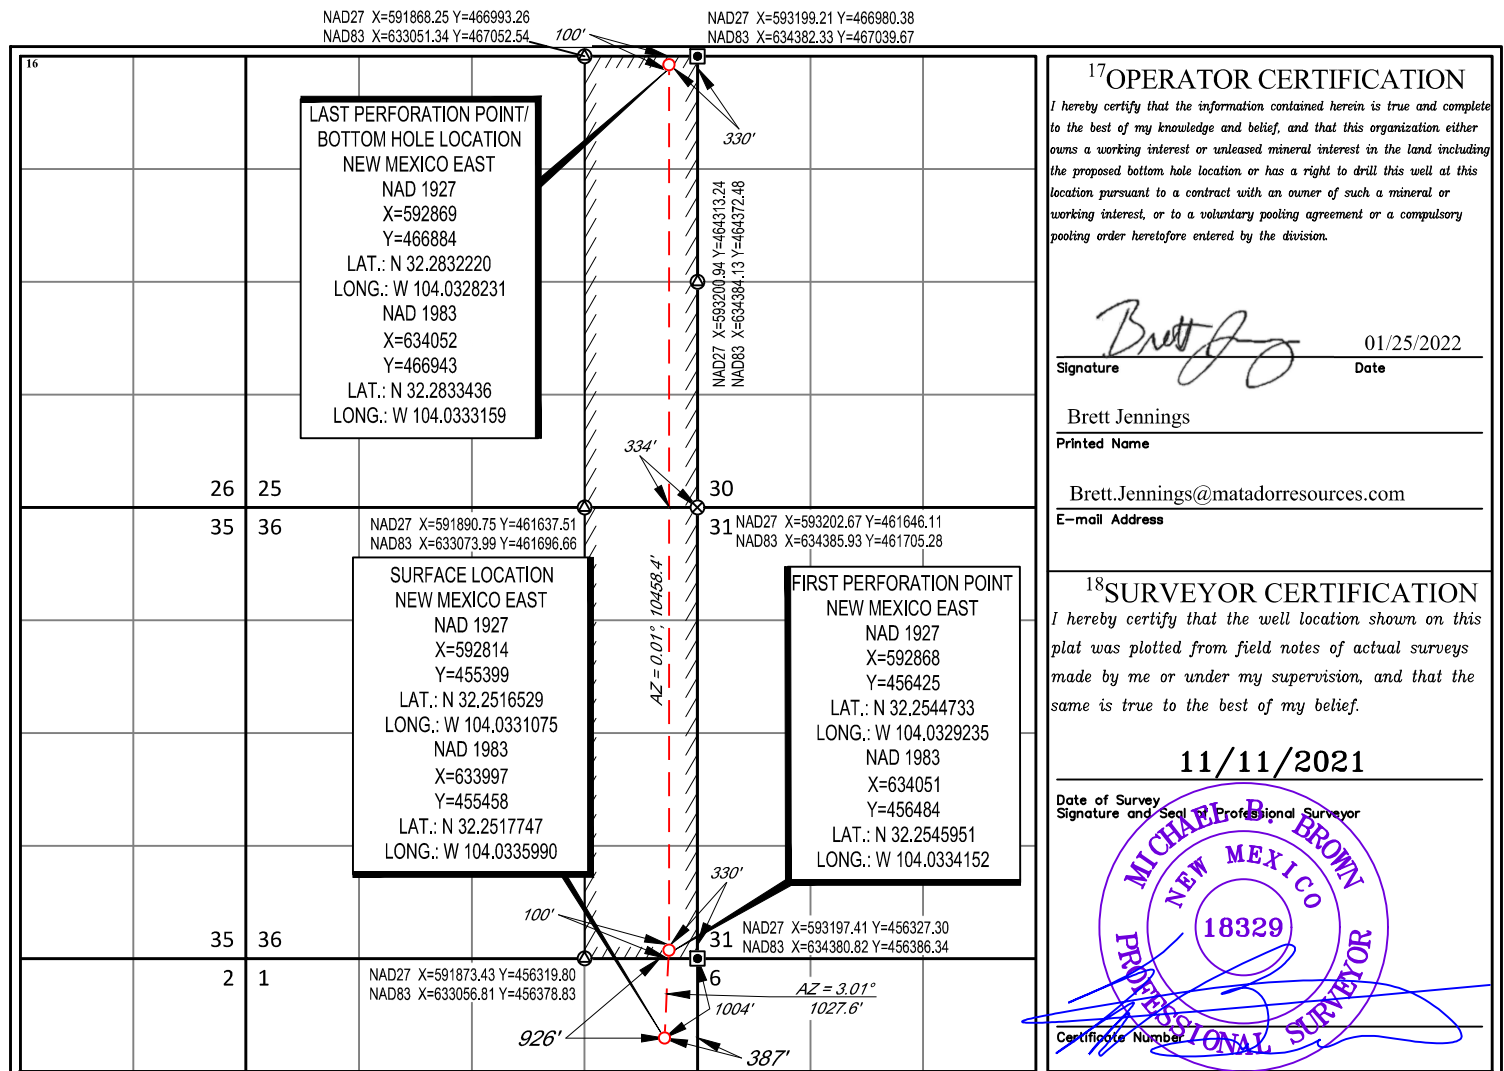 NAD27 X=591868.25 Y=466993.26
NAD83 X=633051.34 Y=467052.54
100'
NAD27 X=593199.21 Y=466980.38
NAD83 X=634382.33 Y=467039.67
16
330'
LAST PERFORATION POINT/
BOTTOM HOLE LOCATION
NEW MEXICO EAST
NAD 1927
X=592869
Y=466884
LAT.: N 32.2832220
LONG.: W 104.0328231
NAD 1983
X=634052
Y=466943
LAT.: N 32.2833436
LONG.: W 104.0333159
NAD27 X=593200.94 Y=464313.24
NAD83 X=634384.13 Y=464372.48
334'
26 25
30
35 36
31
NAD27 X=591890.75 Y=461637.51
NAD83 X=633073.99 Y=461696.66
NAD27 X=593202.67 Y=461646.11
NAD83 X=634385.93 Y=461705.28
AZ = 0.01°, 10458.4'
SURFACE LOCATION
NEW MEXICO EAST
NAD 1927
X=592814
Y=455399
LAT.: N 32.2516529
LONG.: W 104.0331075
NAD 1983
X=633997
Y=455458
LAT.: N 32.2517747
LONG.: W 104.0335990
FIRST PERFORATION POINT
NEW MEXICO EAST
NAD 1927
X=592868
Y=456425
LAT.: N 32.2544733
LONG.: W 104.0329235
NAD 1983
X=634051
Y=456484
LAT.: N 32.2545951
LONG.: W 104.0334152
330'
100'
35 36
31
2 1
6
NAD27 X=593197.41 Y=456327.30
NAD83 X=634380.82 Y=456386.34
NAD27 X=591873.43 Y=456319.80
NAD83 X=633056.81 Y=456378.83
AZ = 3.01°
1027.6'
1004'
926'
387'
17OPERATOR CERTIFICATION
I hereby certify that the information contained herein is true and complete
to the best of my knowledge and belief, and that this organization either
owns a working interest or unleased mineral interest in the land including
the proposed bottom hole location or has a right to drill this well at this
location pursuant to a contract with an owner of such a mineral or
working interest, or to a voluntary pooling agreement or a compulsory
pooling order heretofore entered by the division.
01/25/2022
Signature Date
Brett Jennings
Printed Name
Brett.Jennings@matadorresources.com
E-mail Address
18SURVEYOR CERTIFICATION
I hereby certify that the well location shown on this
plat was plotted from field notes of actual surveys
made by me or under my supervision, and that the
same is true to the best of my belief.
11/11/2021
Date of Survey
Signature and Seal of Professional Surveyor
MICHAEL B. BROWN
NEW MEXICO
18329
PROFESSIONAL SURVEYOR
Certificate Number